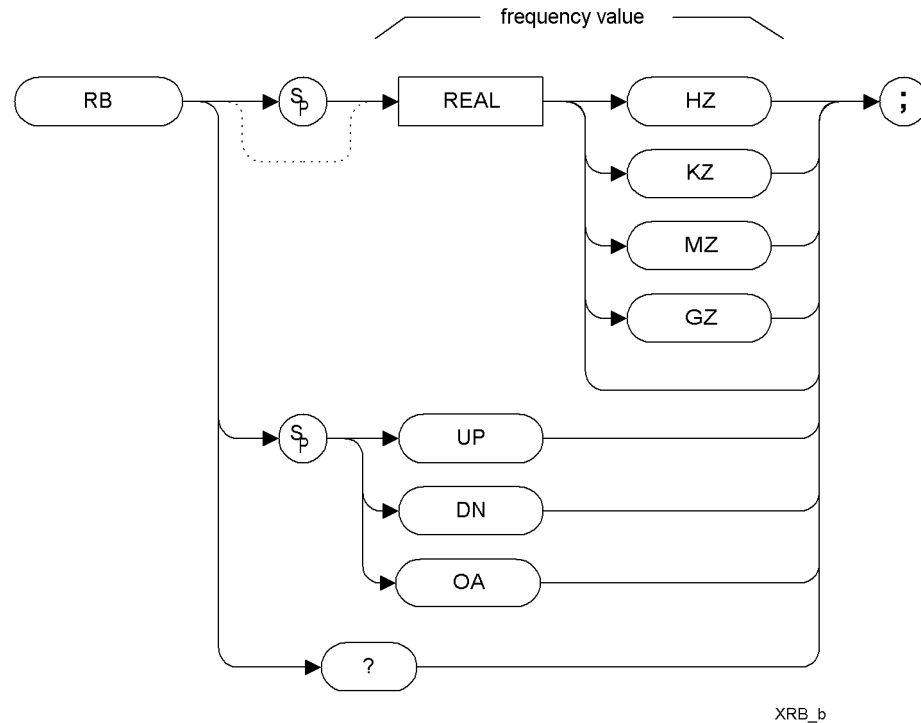 frequency value
RB
SP
REAL
HZ
;
KZ
MZ
GZ
SP
UP
DN
OA
?
XRB_b